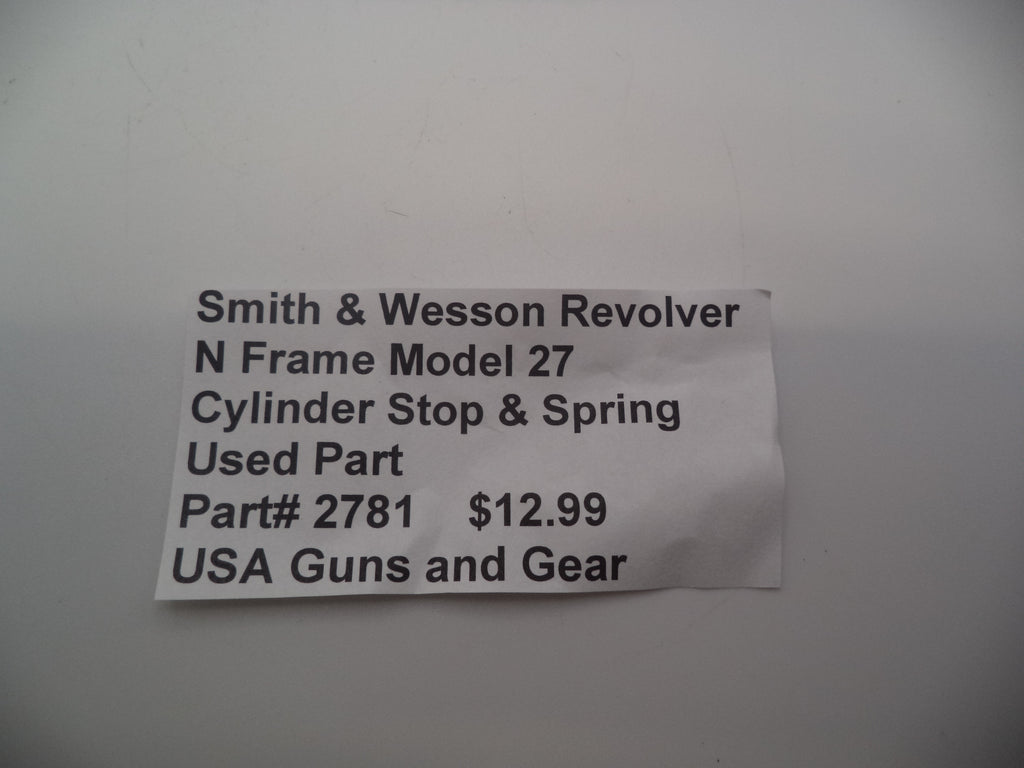 Smith & Wesson Revolver
N Frame Model 27
Cylinder Stop & Spring
Used Part
Part# 2781 $12.99
USA Guns and Gear